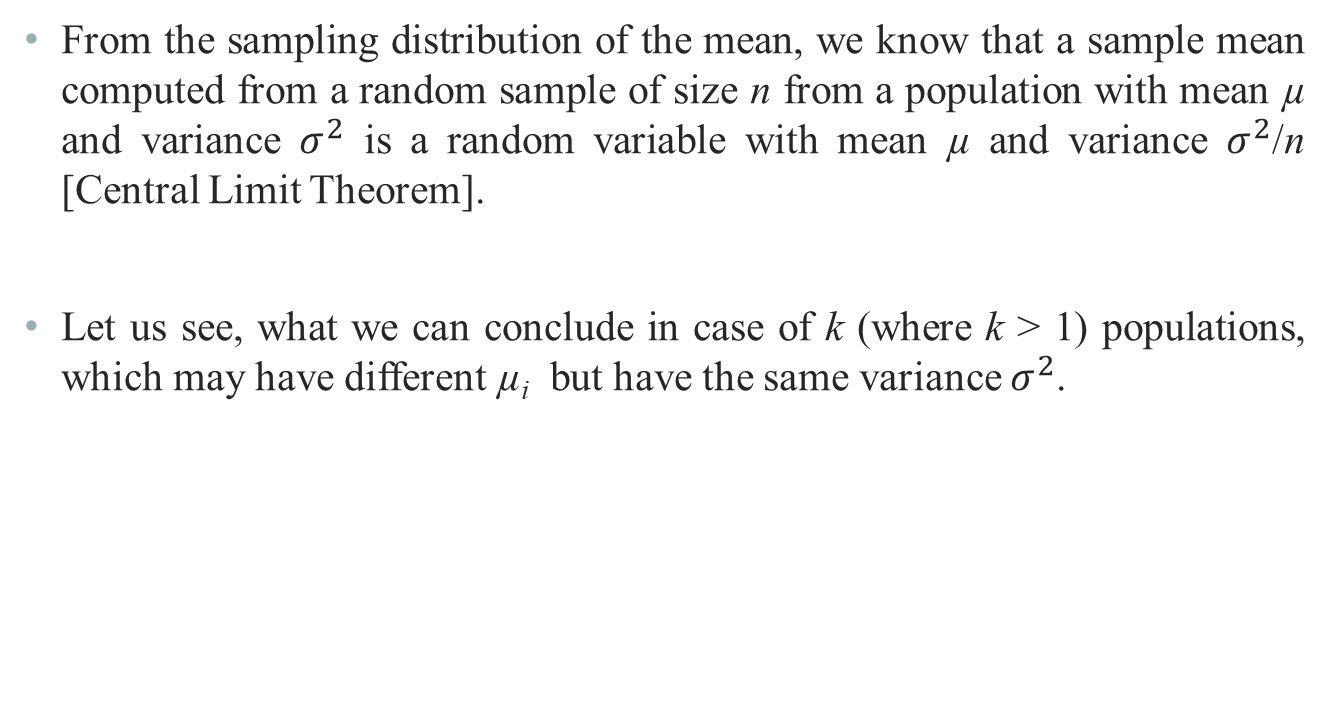 • From the sampling distribution of the mean, we know that a sample mean
computed from a random sample of size n from a population with mean μ
and variance σ² is a random variable with mean μ and variance σ²/n
[Central Limit Theorem].
• Let us see, what we can conclude in case of k (where k > 1) populations,
which may have different μᵢ but have the same variance σ².